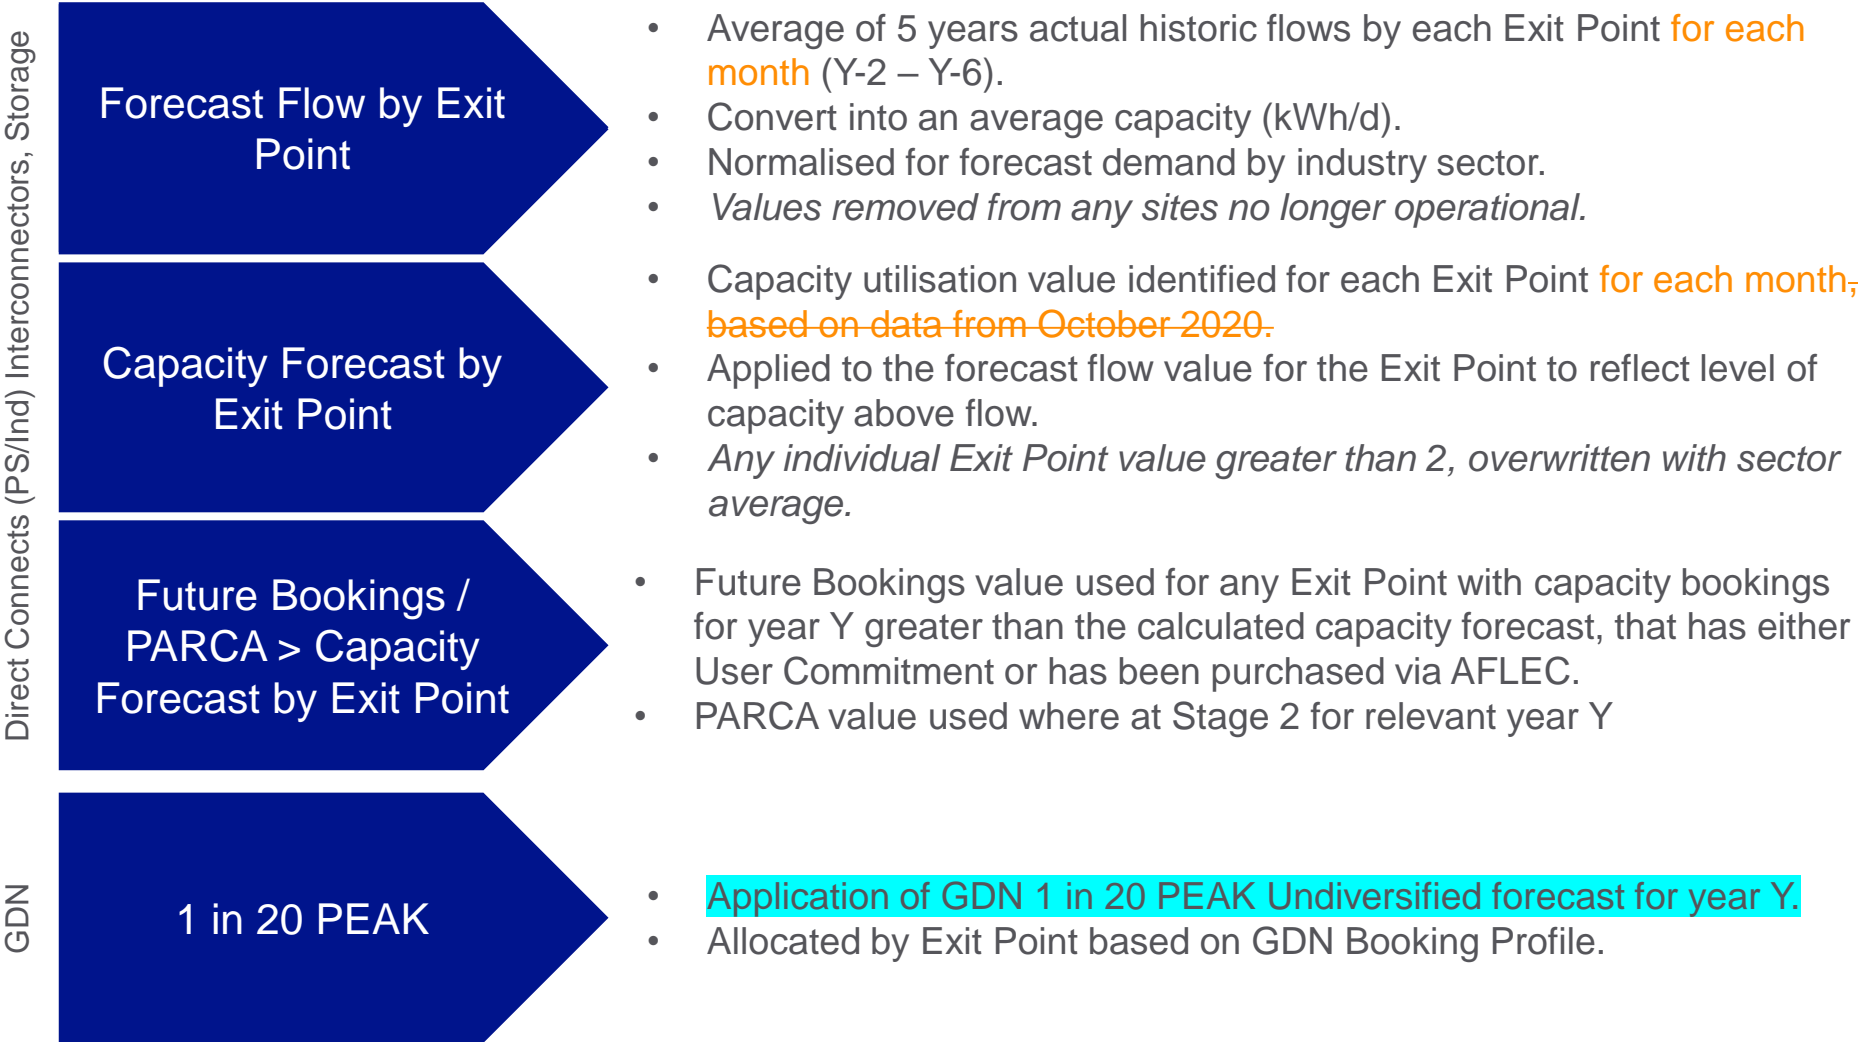 Direct Connects (PS/Ind) Interconnectors, Storage
Forecast Flow by Exit
Point
• Average of 5 years actual historic flows by each Exit Point for each
month (Y-2 – Y-6).
• Convert into an average capacity (kWh/d).
• Normalised for forecast demand by industry sector.
• Values removed from any sites no longer operational.
Capacity Forecast by
Exit Point
• Capacity utilisation value identified for each Exit Point for each month,
based on data from October 2020.
• Applied to the forecast flow value for the Exit Point to reflect level of
capacity above flow.
• Any individual Exit Point value greater than 2, overwritten with sector
average.
Future Bookings /
PARCA > Capacity
Forecast by Exit Point
• Future Bookings value used for any Exit Point with capacity bookings
for year Y greater than the calculated capacity forecast, that has either
User Commitment or has been purchased via AFLEC.
• PARCA value used where at Stage 2 for relevant year Y
GDN
1 in 20 PEAK
• Application of GDN 1 in 20 PEAK Undiversified forecast for year Y.
• Allocated by Exit Point based on GDN Booking Profile.